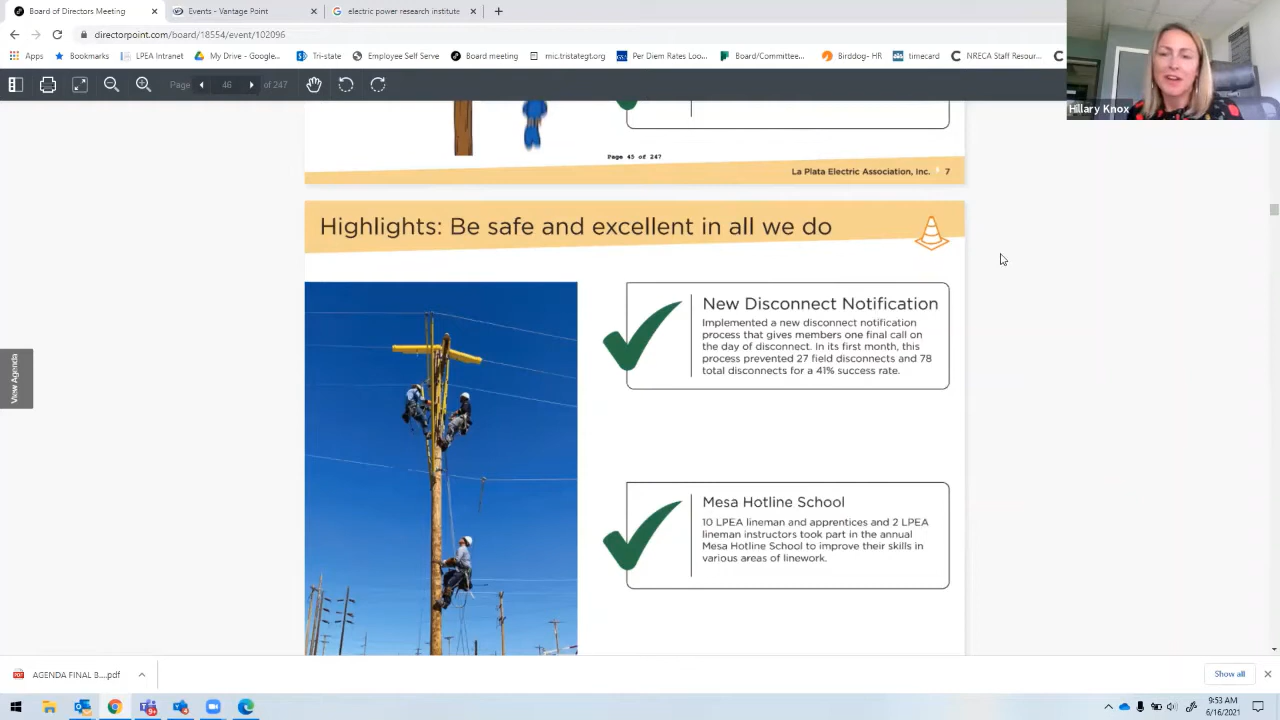 Board of Directors Meeting
Events - Vantage Point
electric power research institute
directorpoint.com/board/18554/event/102096
Apps
Bookmarks
LPEA Intranet
My Drive - Google...
Tri-state
Employee Self Serve
Board meeting
mic.tristategt.org
Per Diem Rates Loo...
Board/Committee...
Birddog- HR
timecard
NRECA Staff Resour...
Page 46 of 247
Hillary Knox
Page 45 of 247
La Plata Electric Association, Inc. 7
Highlights: Be safe and excellent in all we do
New Disconnect Notification
Implemented a new disconnect notification
process that gives members one final call on
the day of disconnect. In its first month, this
process prevented 27 field disconnects and 78
total disconnects for a 41% success rate.
View Agenda
Mesa Hotline School
10 LPEA lineman and apprentices and 2 LPEA
lineman instructors took part in the annual
Mesa Hotline School to improve their skills in
various areas of linework.
AGENDA FINAL B....pdf
Show all
9:53 AM
6/16/2021